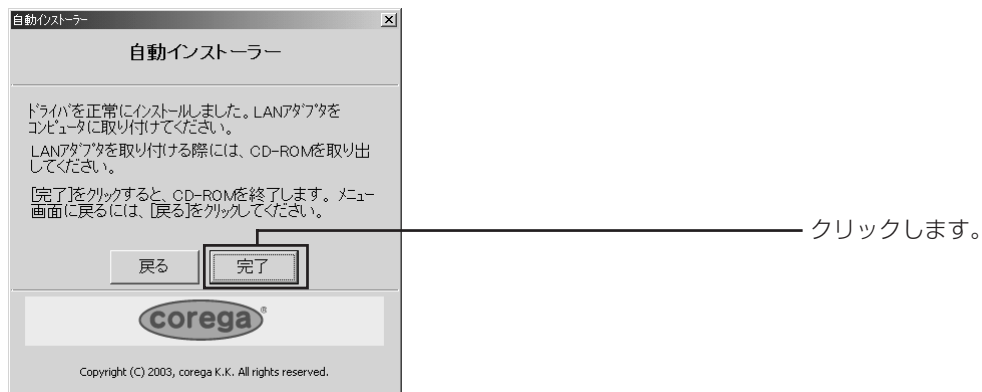 自動インストーラー
自動インストーラー
ドライバを正常にインストールしました。LANアダプタを
コンピュータに取り付けてください。
LANアダプタを取り付ける際には、CD-ROMを取り出
してください。
[完了]をクリックすると、CD-ROMを終了します。メニュー
画面に戻るには、[戻る]をクリックしてください。
クリックします。
戻る 完了
corega®
Copyright (C) 2003, corega K.K. All rights reserved.